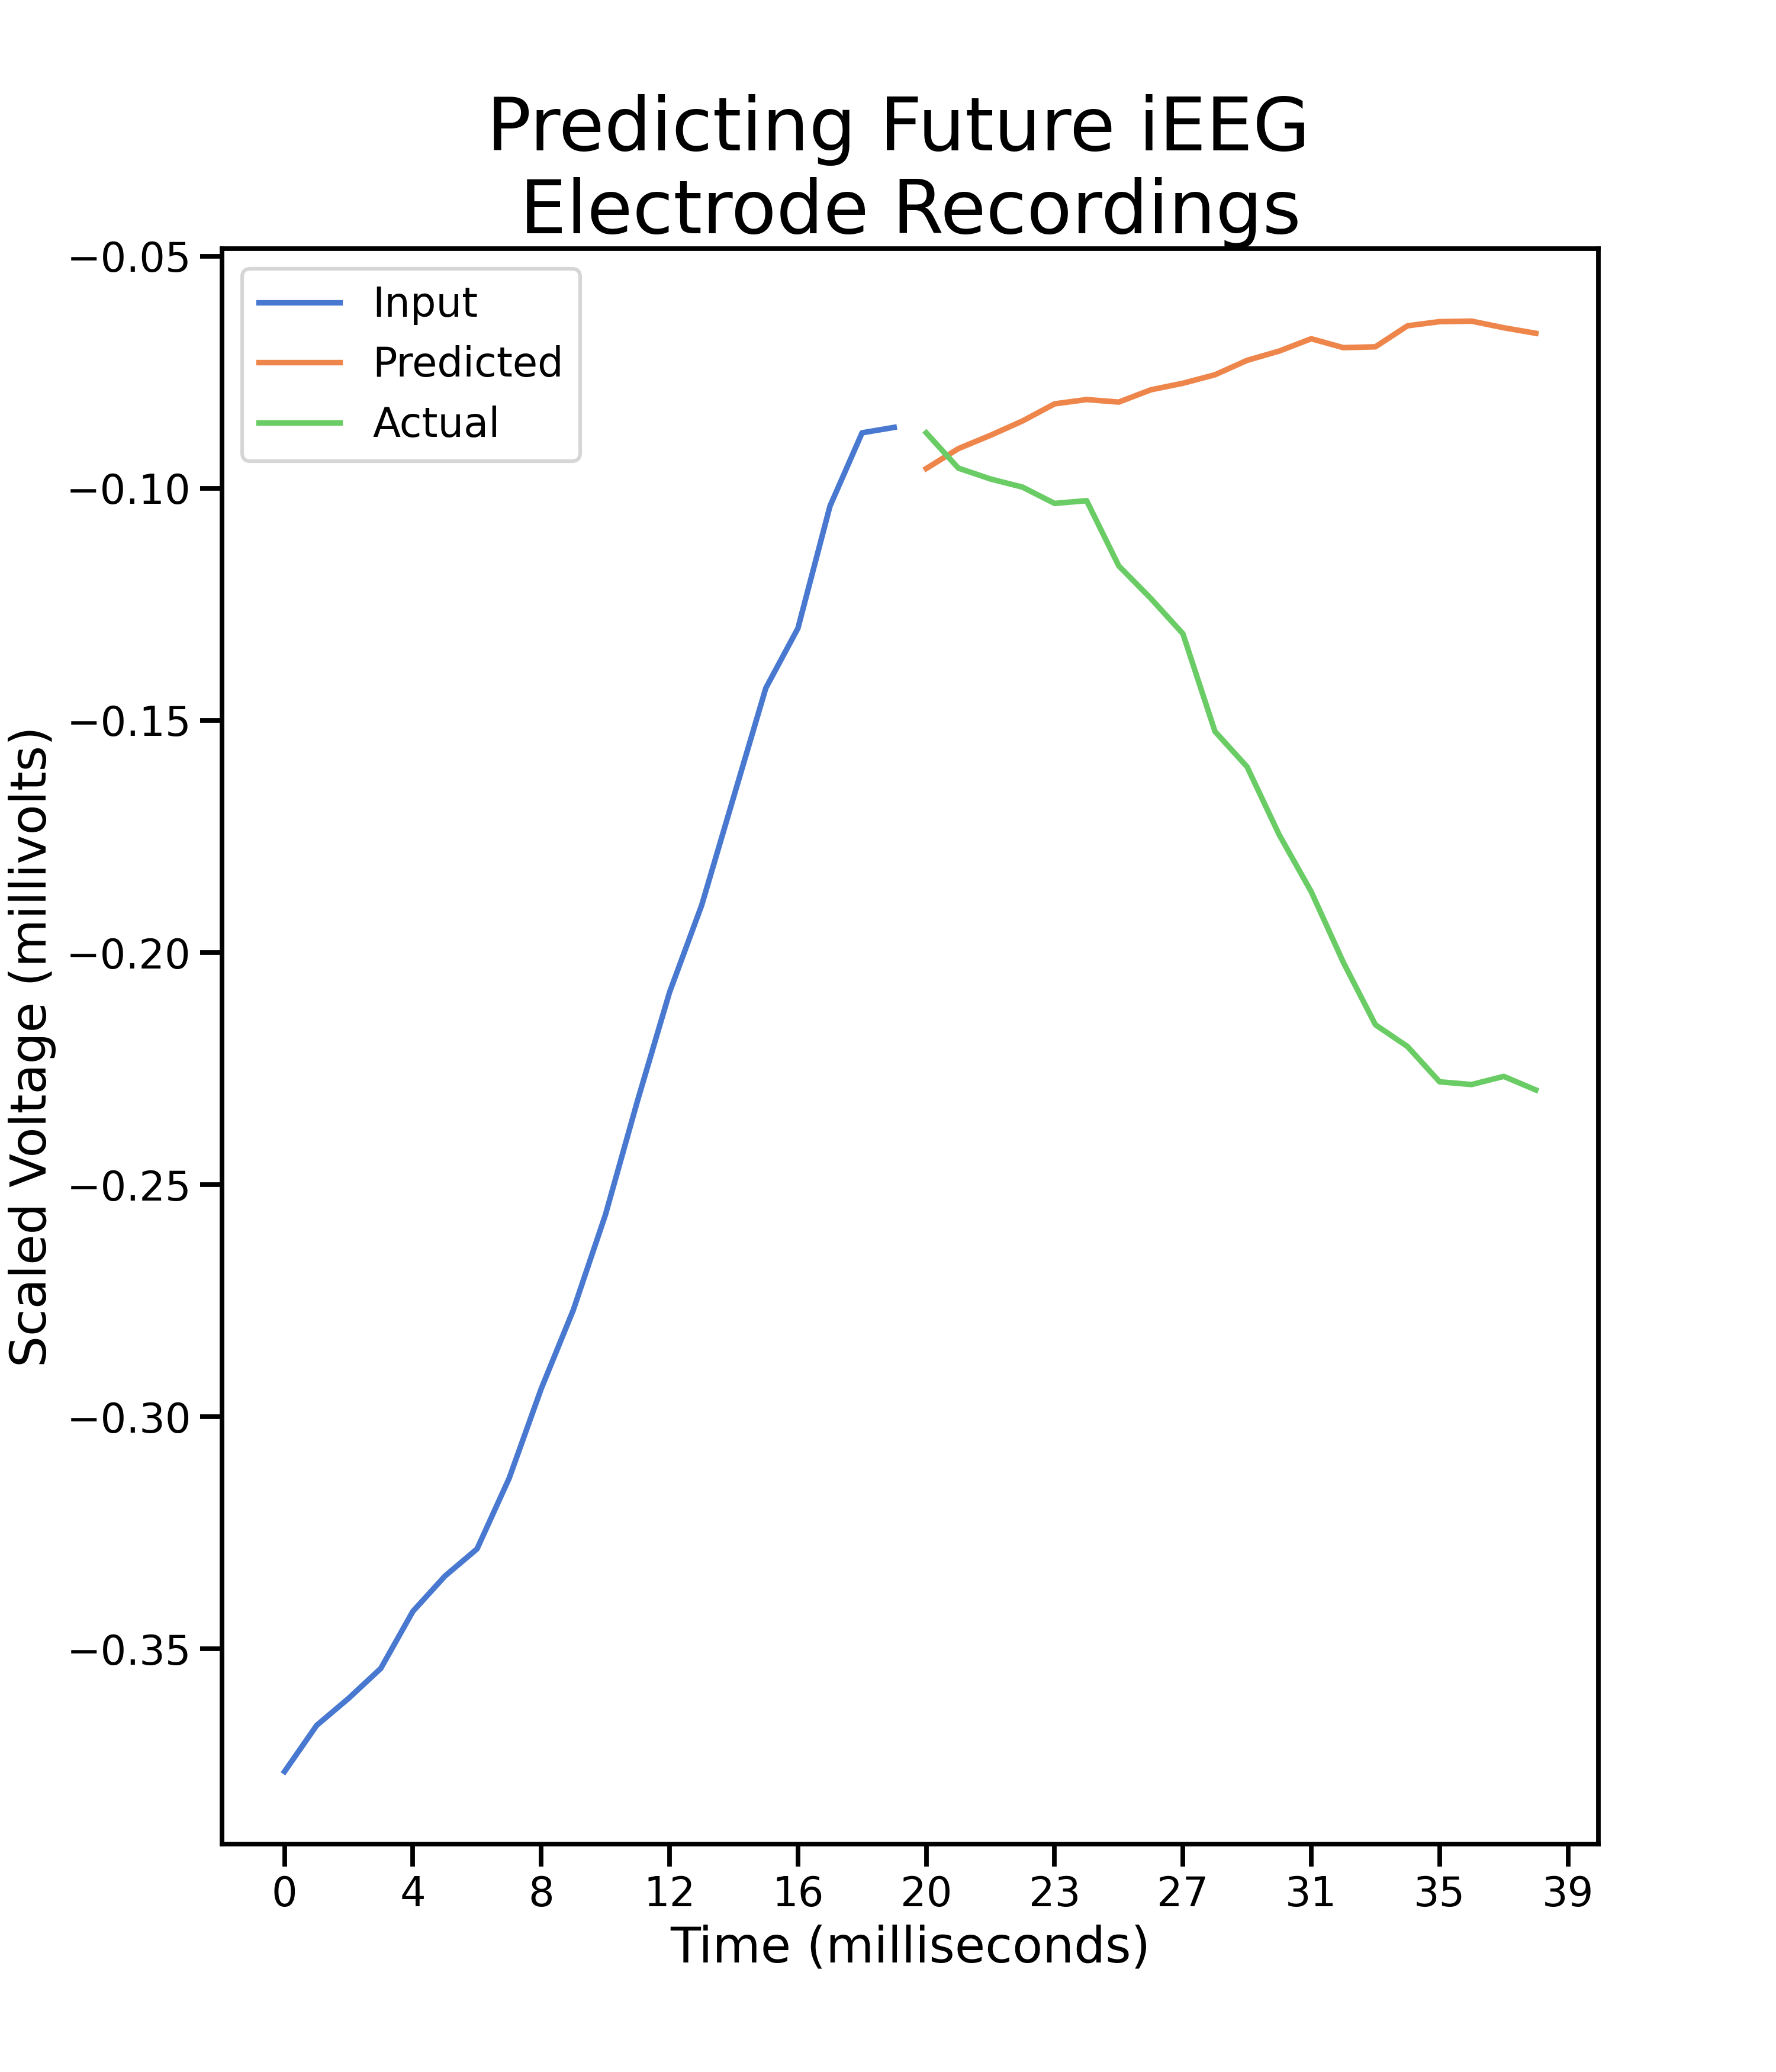 Predicting Future iEEG
Electrode Recordings
Input
Predicted
Actual
−0.05
−0.10
−0.15
−0.20
−0.25
−0.30
−0.35
Scaled Voltage (millivolts)
0 4 8 12 16 20 23 27 31 35 39
Time (milliseconds)